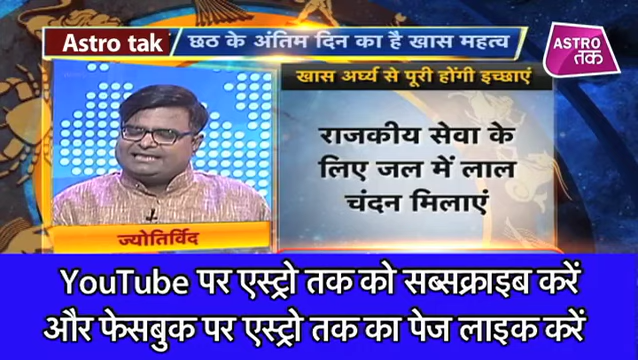 Astro tak
छठ के अंतिम दिन का है खास महत्व
ASTRO
तक
खास अर्घ्य से पूरी होंगी इच्छाएं
राजकीय सेवा के
लिए जल में लाल
चंदन मिलाएं
ज्योतिर्विद
YouTube पर एस्ट्रो तक को सब्सक्राइब करें
और फेसबुक पर एस्ट्रो तक का पेज लाइक करें